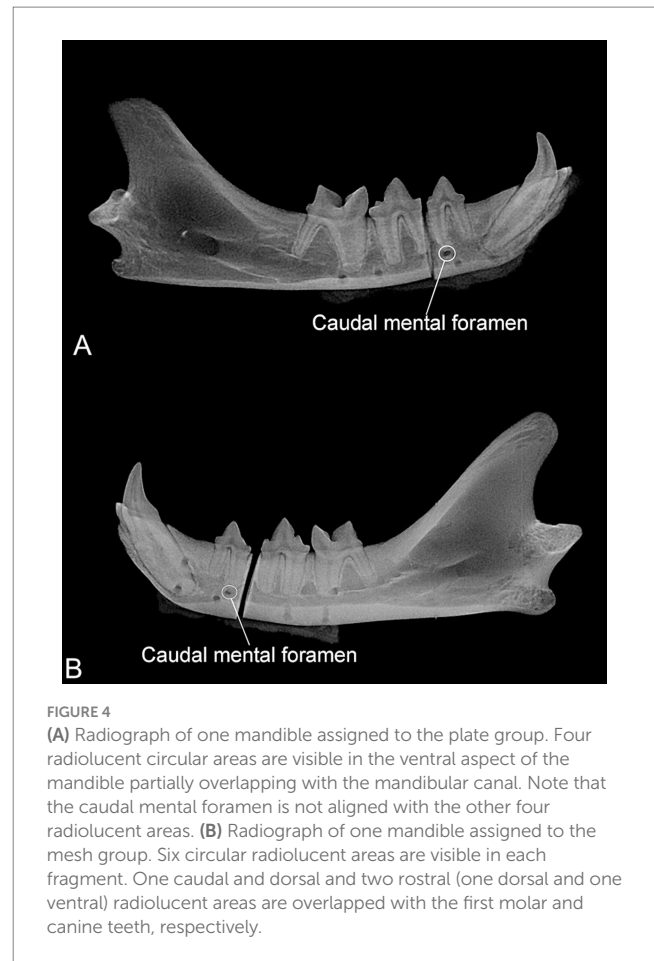 Caudal mental foramen
A
Caudal mental foramen
B
FIGURE 4
(A) Radiograph of one mandible assigned to the plate group. Four
radiolucent circular areas are visible in the ventral aspect of the
mandible partially overlapping with the mandibular canal. Note that
the caudal mental foramen is not aligned with the other four
radiolucent areas. (B) Radiograph of one mandible assigned to the
mesh group. Six circular radiolucent areas are visible in each
fragment. One caudal and dorsal and two rostral (one dorsal and one
ventral) radiolucent areas are overlapped with the first molar and
canine teeth, respectively.